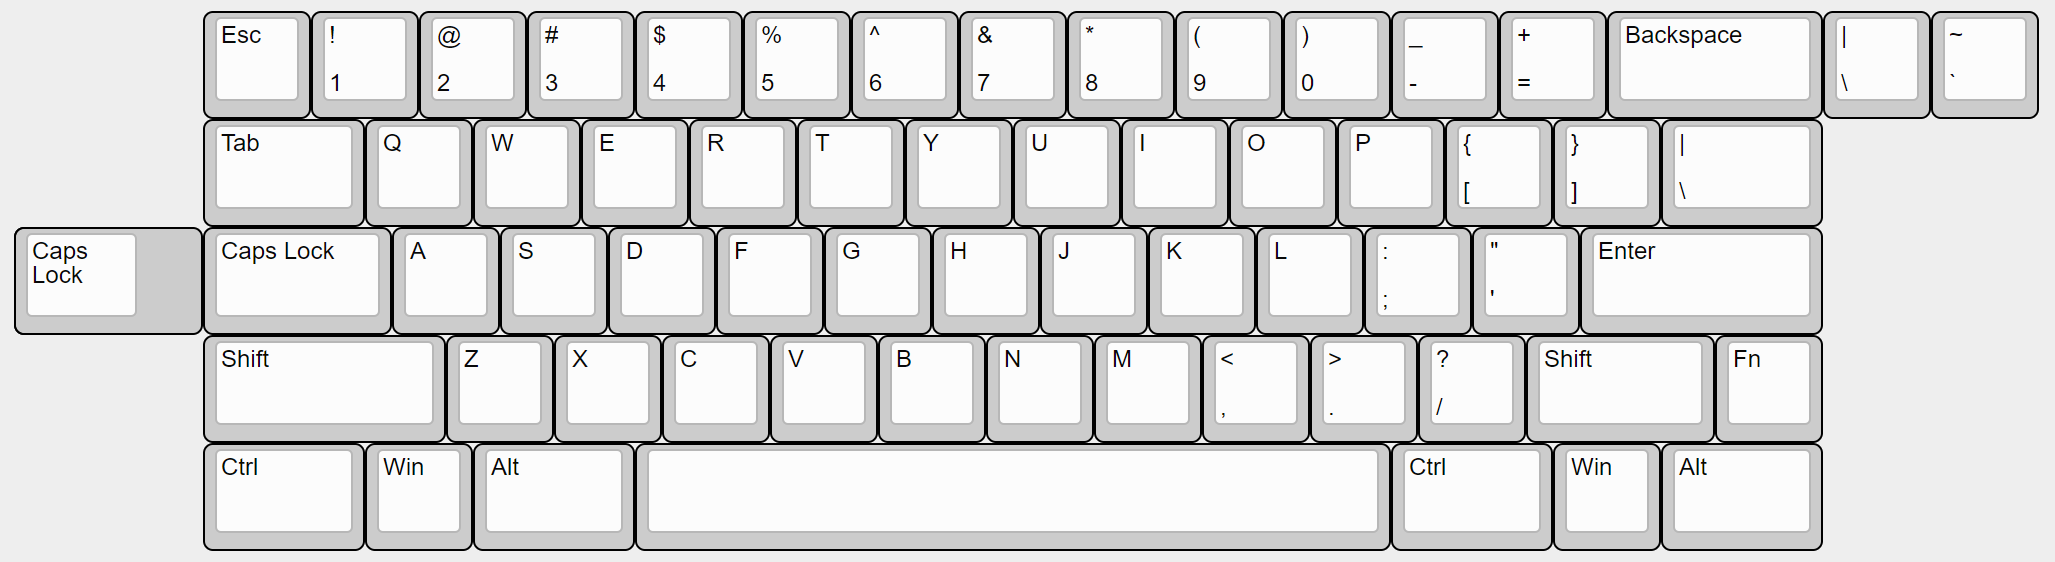 Esc ! @ # $ % ^ & * ( ) _ + Backspace | ~
1 2 3 4 5 6 7 8 9 0 - = \ `
Tab Q W E R T Y U I O P { } |
[ ] \
Caps Lock A S D F G H J K L : " Enter
Caps
Lock
; '
Shift Z X C V B N M < > ? Shift Fn
, . /
Ctrl Win Alt Ctrl Win Alt